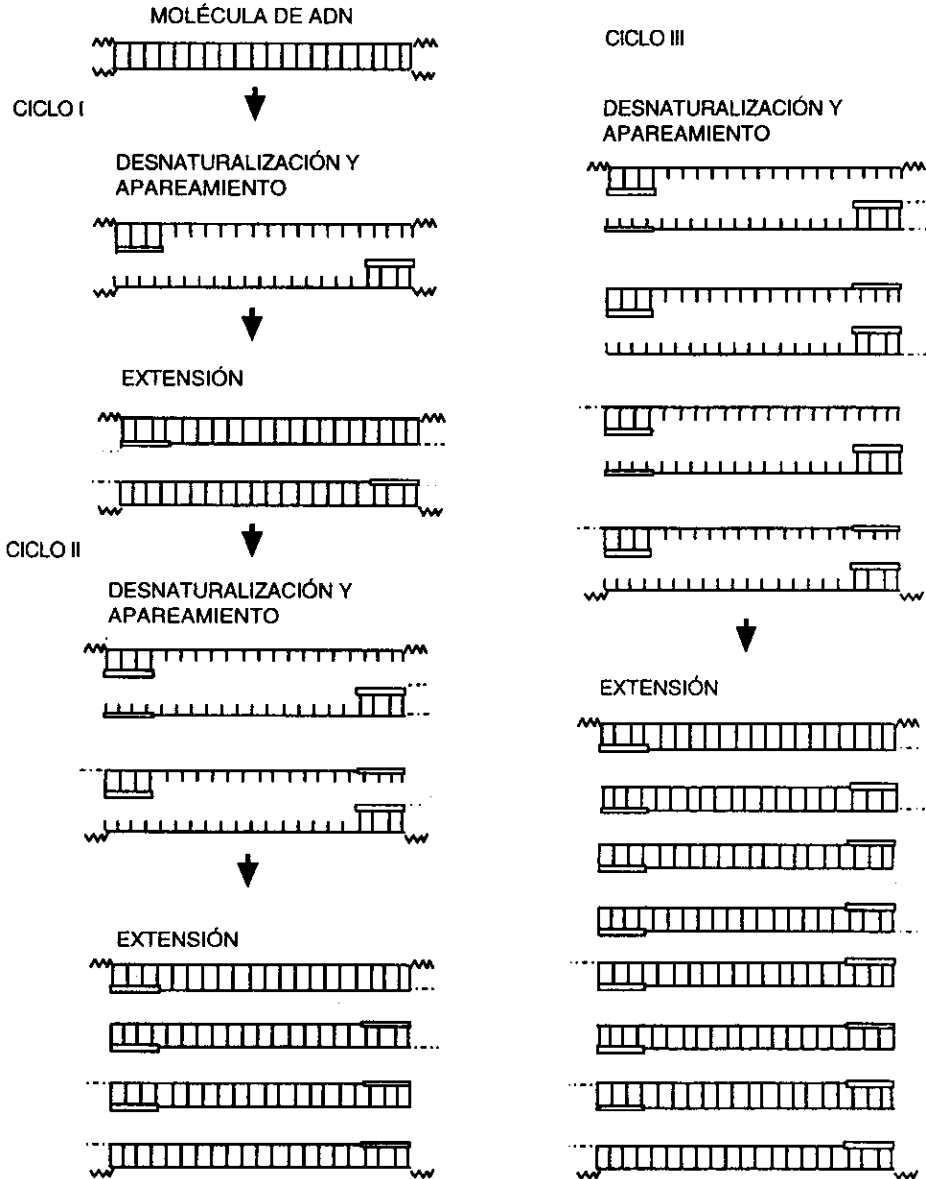 MOLÉCULA DE ADN
CICLO I
DESNATURALIZACIÓN Y
APAREAMIENTO
EXTENSIÓN
CICLO II
DESNATURALIZACIÓN Y
APAREAMIENTO
EXTENSIÓN
CICLO III
DESNATURALIZACIÓN Y
APAREAMIENTO
EXTENSIÓN